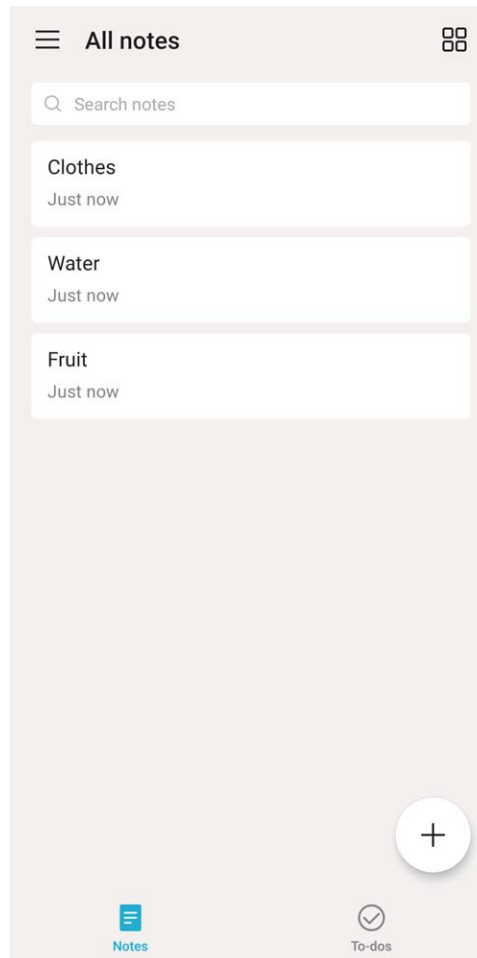 All notes
Search notes
Clothes
Just now
Water
Just now
Fruit
Just now
Notes
To-dos